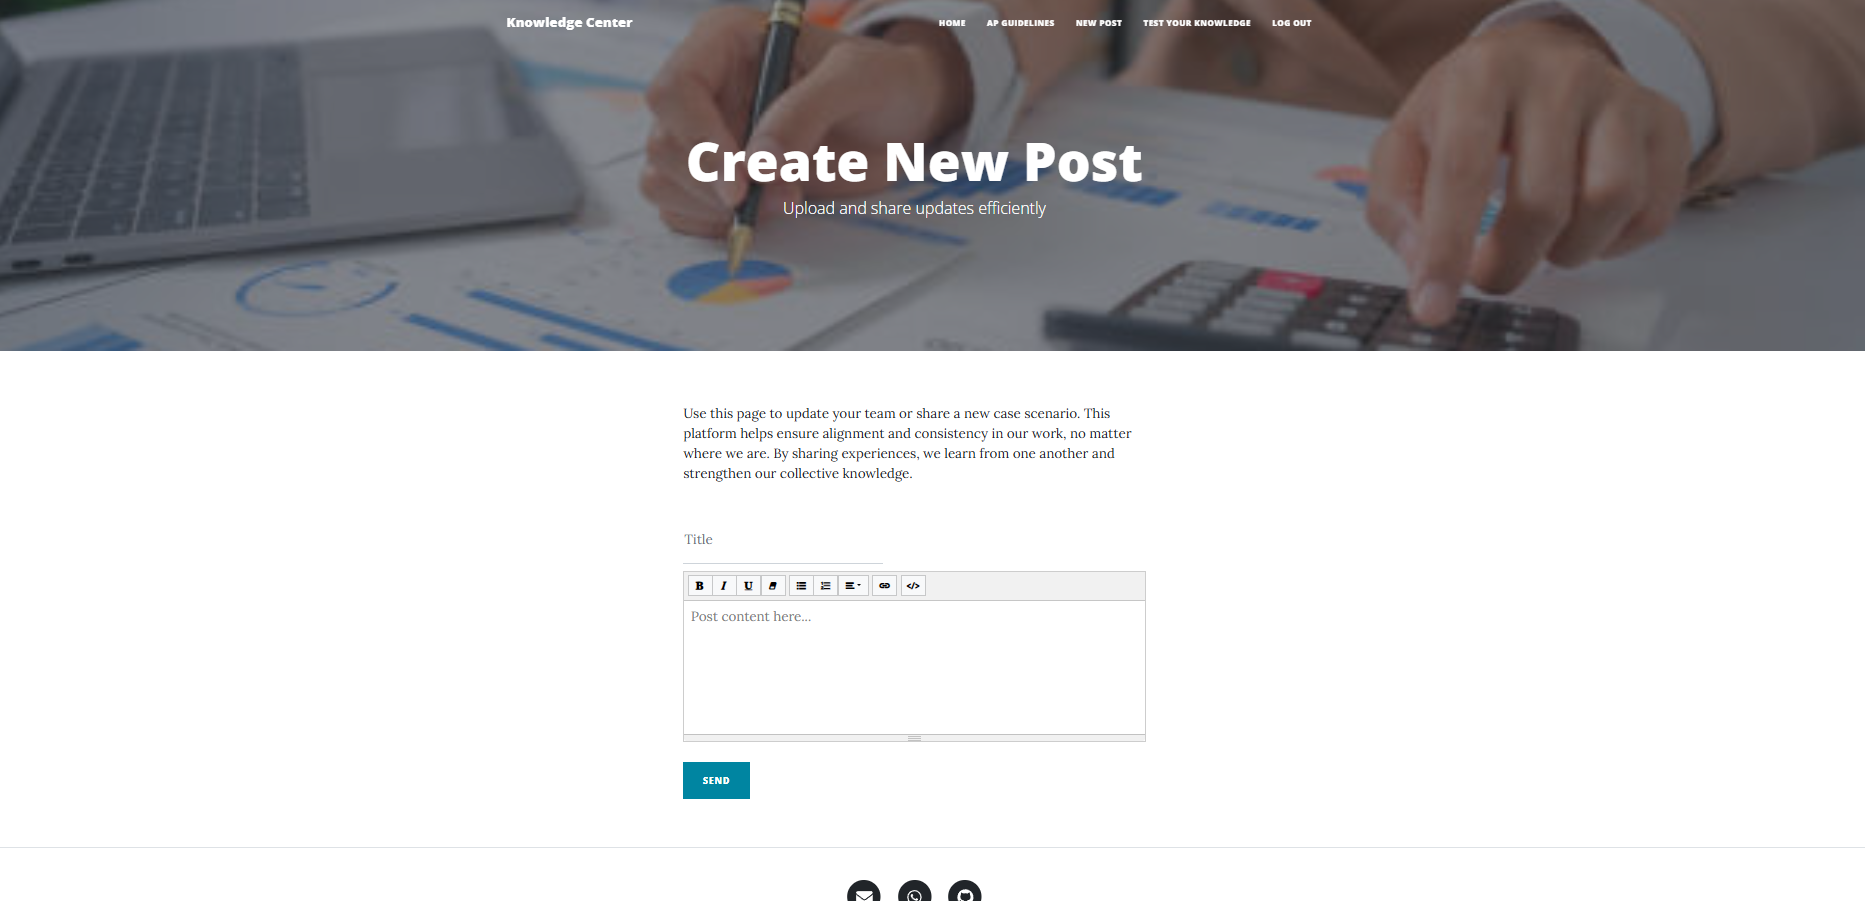 Knowledge Center
HOME AP GUIDELINES NEW POST TEST YOUR KNOWLEDGE LOG OUT
Create New Post
Upload and share updates efficiently
Use this page to update your team or share a new case scenario. This
platform helps ensure alignment and consistency in our work, no matter
where we are. By sharing experiences, we learn from one another and
strengthen our collective knowledge.
Title
B I U </>
Post content here...
SEND